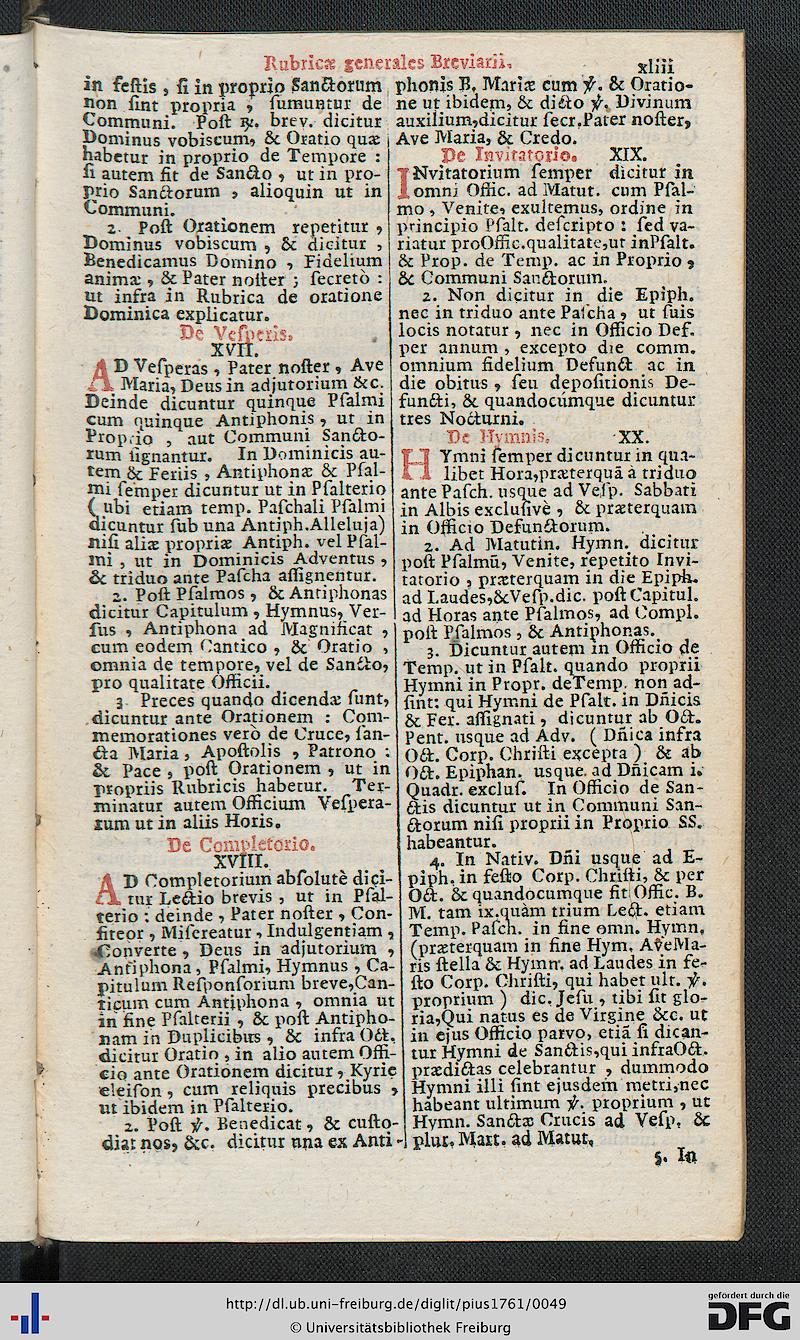 Rubricæ generales Breviarii.
xliii
in feſtis , ſi in proprio Sanctorum
non ſint propria , ſumuntur de
Communi. Poſt ℟. brev. dicitur
Dominus vobiscum, & Oratio quæ
habetur in proprio de Tempore :
ſi autem fit de Sancto , ut in pro-
prio Sanctorum , alioquin ut in
Communi.
2. Poſt Orationem repetitur ,
Dominus vobiscum , & dicitur ,
Benedicamus Domino , Fidelium
animæ , & Pater noſter ; ſecretò :
ut infra in Rubrica de oratione
Dominica explicatur.
De Veſperis.
XVII.
AD Veſperas , Pater noſter , Ave
Maria, Deus in adjutorium &c.
Deinde dicuntur quinque Pſalmi
cum quinque Antiphonis , ut in
Proprio , aut Communi Sancto-
rum ſignantur. In Dominicis au-
tem & Feriis , Antiphonæ & Pſal-
mi ſemper dicuntur ut in Pſalterio
( ubi etiam temp. Paſchali Pſalmi
dicuntur ſub una Antiph.Alleluja)
niſi aliæ propriæ Antiph. vel Pſal-
mi , ut in Dominicis Adventus ,
& triduo ante Paſcha aſſignentur.
2. Poſt Pſalmos , & Antiphonas
dicitur Capitulum , Hymnus, Ver-
ſus , Antiphona ad Magnificat ,
cum eodem Cantico , & Oratio ,
omnia de tempore, vel de Sancto,
pro qualitate Officii.
3. Preces quando dicendæ ſunt,
dicuntur ante Orationem : Com-
memorationes verò de Cruce, ſan-
cta Maria , Apoſtolis , Patrono :
& Pace , poſt Orationem , ut in
propriis Rubricis habetur. Ter-
minatur autem Officium Veſpera-
rum ut in aliis Horis.
De Completorio.
XVIII.
AD Completorium abſolutè dici-
tur Lectio brevis , ut in Pſal-
terio : deinde , Pater noſter , Con-
fiteor , Miſereatur , Indulgentiam ,
Converte , Deus in adjutorium ,
Antiphona , Pſalmi, Hymnus , Ca-
pitulum Reſponſorium breve,Can-
ticum cum Antiphona , omnia ut
in fine Pſalterii , & poſt Antipho-
nam in Duplicibus , & infra Oct.
dicitur Oratio , in alio autem Offi-
cio ante Orationem dicitur , Kyrie
eleiſon , cum reliquis precibus ,
ut ibidem in Pſalterio.
2. Poſt ℣. Benedicat , & cuſto-
diat nos, &c. dicitur una ex Anti-
phonis B. Mariæ cum ℣. & Oratio-
ne ut ibidem, & dicto ℣. Divinum
auxilium,dicitur ſecr.Pater noſter,
Ave Maria, & Credo.
De Invitatorio. XIX.
INvitatorium ſemper dicitur in
omni Offic. ad Matut. cum Pſal-
mo , Venite, exultemus, ordine in
principio Pſalt. deſcripto : ſed va-
riatur proOffic.qualitate,ut inPſalt.
& Prop. de Temp. ac in Proprio ,
& Communi Sanctorum.
2. Non dicitur in die Epiph.
nec in triduo ante Paſcha , ut ſuis
locis notatur , nec in Officio Def.
per annum , excepto die comm.
omnium fidelium Defunct ac in
die obitus , ſeu depoſitionis De-
functi, & quandocúmque dicuntur
tres Nocturni.
De Hymnis. XX.
HYmni ſemper dicuntur in qua-
libet Hora,præterquā à triduo
ante Paſch. usque ad Veſp. Sabbati
in Albis excluſivè , & præterquam
in Officio Defunctorum.
2. Ad Matutin. Hymn. dicitur
poſt Pſalmū, Venite, repetito Invi-
tatorio , præterquam in die Epiph.
ad Laudes,&Veſp.dic. poſt Capitul.
ad Horas ante Pſalmos, ad Compl.
poſt Pſalmos , & Antiphonas.
3. Dicuntur autem in Officio de
Temp. ut in Pſalt. quando proprii
Hymni in Propr. deTemp. non ad-
ſint: qui Hymni de Pſalt. in Dñicis
& Fer. aſſignati , dicuntur ab Oct.
Pent. usque ad Adv. ( Dñica infra
Oct. Corp. Chriſti excepta ) & ab
Oct. Epiphan. usque. ad Dñicam i.
Quadr. excluſ. In Officio de San-
ctis dicuntur ut in Communi San-
ctorum niſi proprii in Proprio SS.
habeantur.
4. In Nativ. Dñi usque ad E-
piph. in feſto Corp. Chriſti, & per
Oct. & quandocumque fit Offic. B.
M. tam ix.quàm trium Lect. etiam
Temp. Paſch. in fine omn. Hymn.
(præterquam in fine Hym. AveMa-
ris ſtella & Hymn. ad Laudes in fe-
ſto Corp. Chriſti, qui habet ult. ℣.
proprium ) dic. Jeſu , tibi ſit glo-
ria,Qui natus es de Virgine &c. ut
in ejus Officio parvo, etiā ſi dican-
tur Hymni de Sanctis,qui infraOct.
prædictas celebrantur , dummodo
Hymni illi ſint ejusdem metri,nec
habeant ultimum ℣. proprium , ut
Hymn. Sanctæ Crucis ad Veſp. &
plur. Mart. ad Matut.
5. In
http://dl.ub.uni-freiburg.de/diglit/pius1761/0049
© Universitätsbibliothek Freiburg
gefördert durch die
DFG